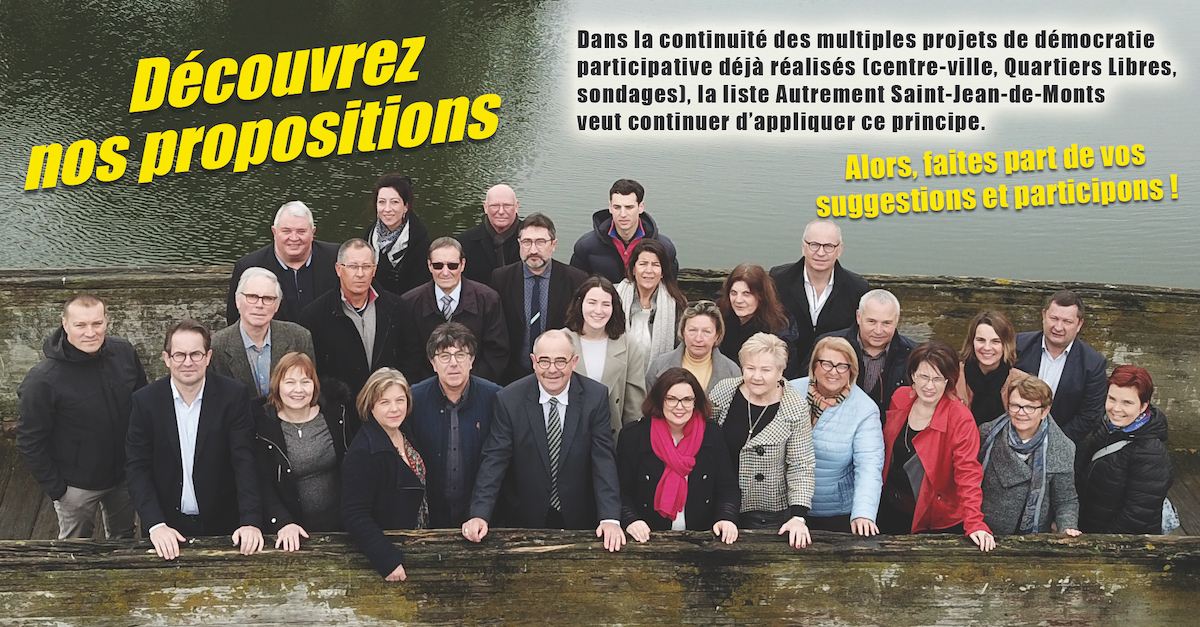 Découvrez
nos propositions
Dans la continuité des multiples projets de démocratie
participative déjà réalisés (centre-ville, Quartiers Libres,
sondages), la liste Autrement Saint-Jean-de-Monts
veut continuer d’appliquer ce principe.
Alors, faites part de vos
suggestions et participons !